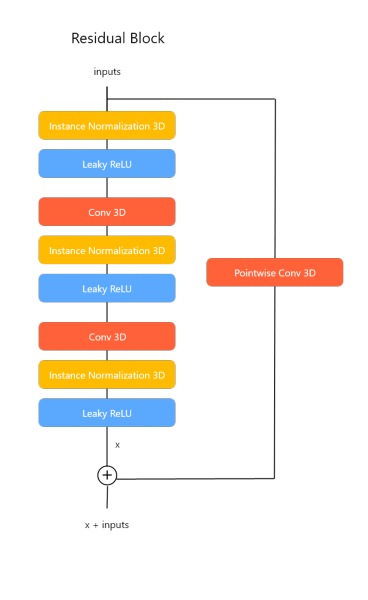 Residual Block
inputs
Instance Normalization 3D
Leaky ReLU
Conv 3D
Instance Normalization 3D
Leaky ReLU
Pointwise Conv 3D
Conv 3D
Instance Normalization 3D
Leaky ReLU
x
+
x + inputs